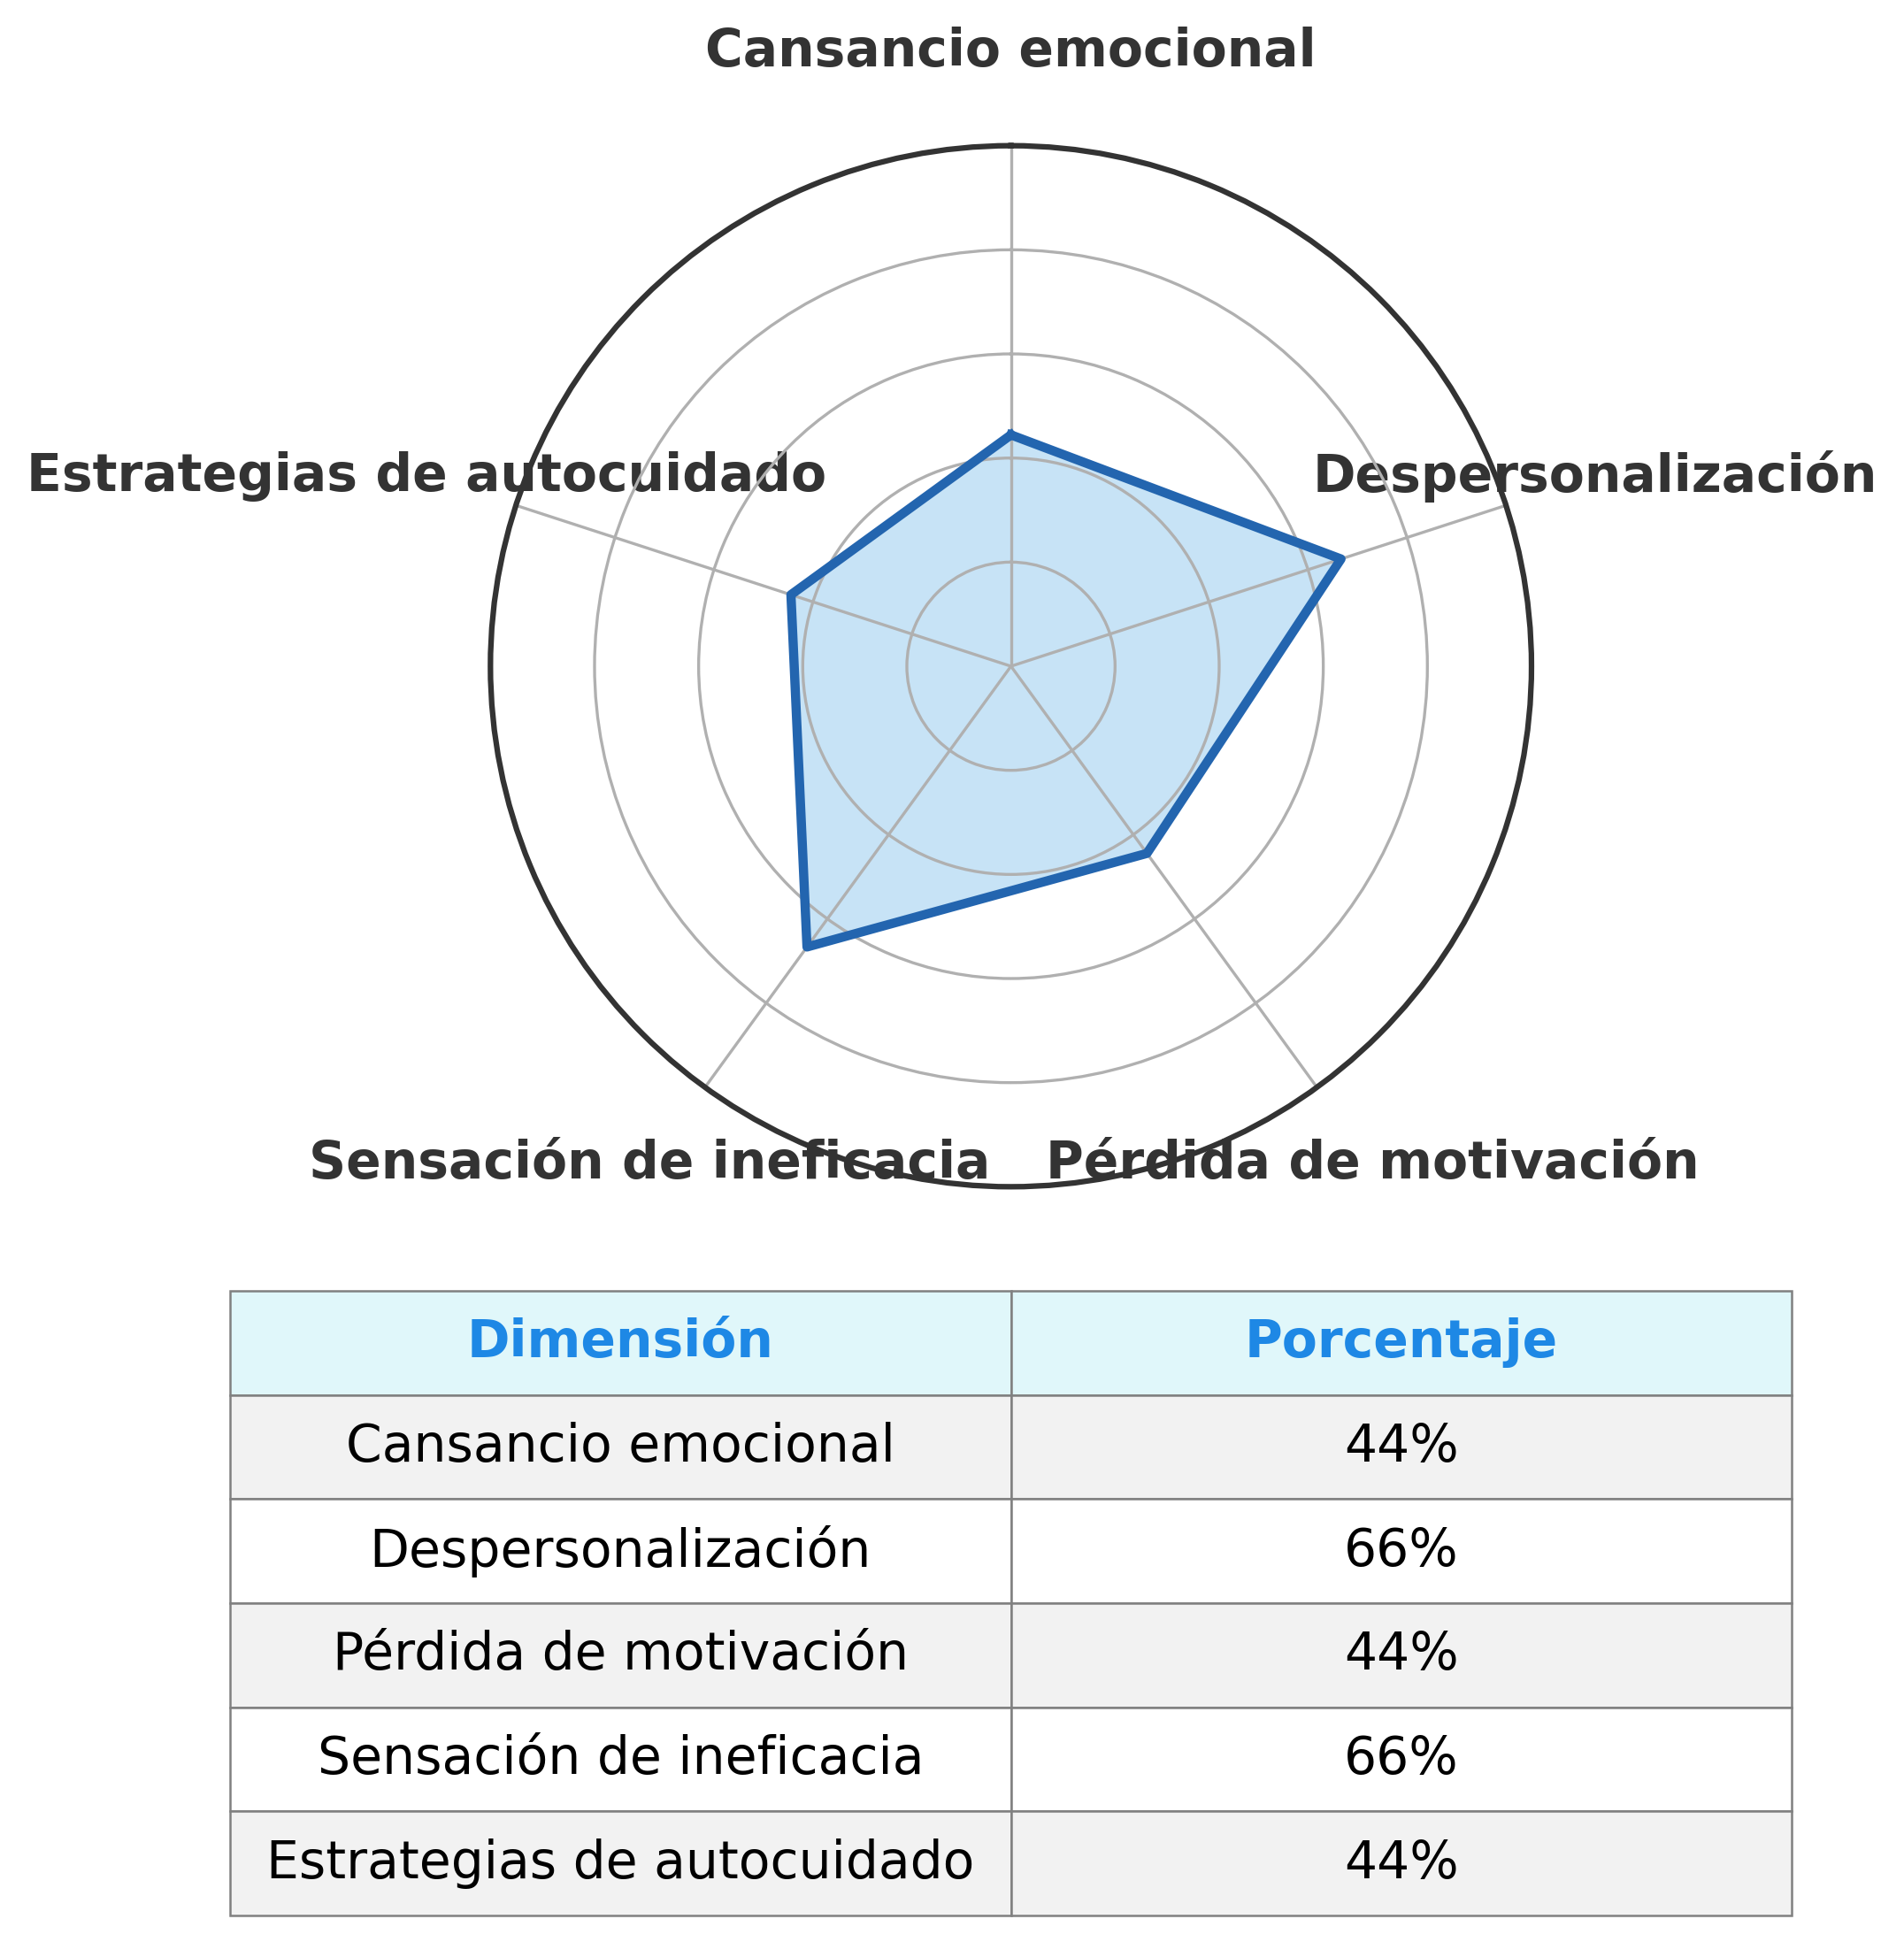 Cansancio emocional
Estrategias de autocuidado
Despersonalización
Sensación de ineficacia
Pérdida de motivación
Dimensión Porcentaje
Cansancio emocional 44%
Despersonalización 66%
Pérdida de motivación 44%
Sensación de ineficacia 66%
Estrategias de autocuidado 44%